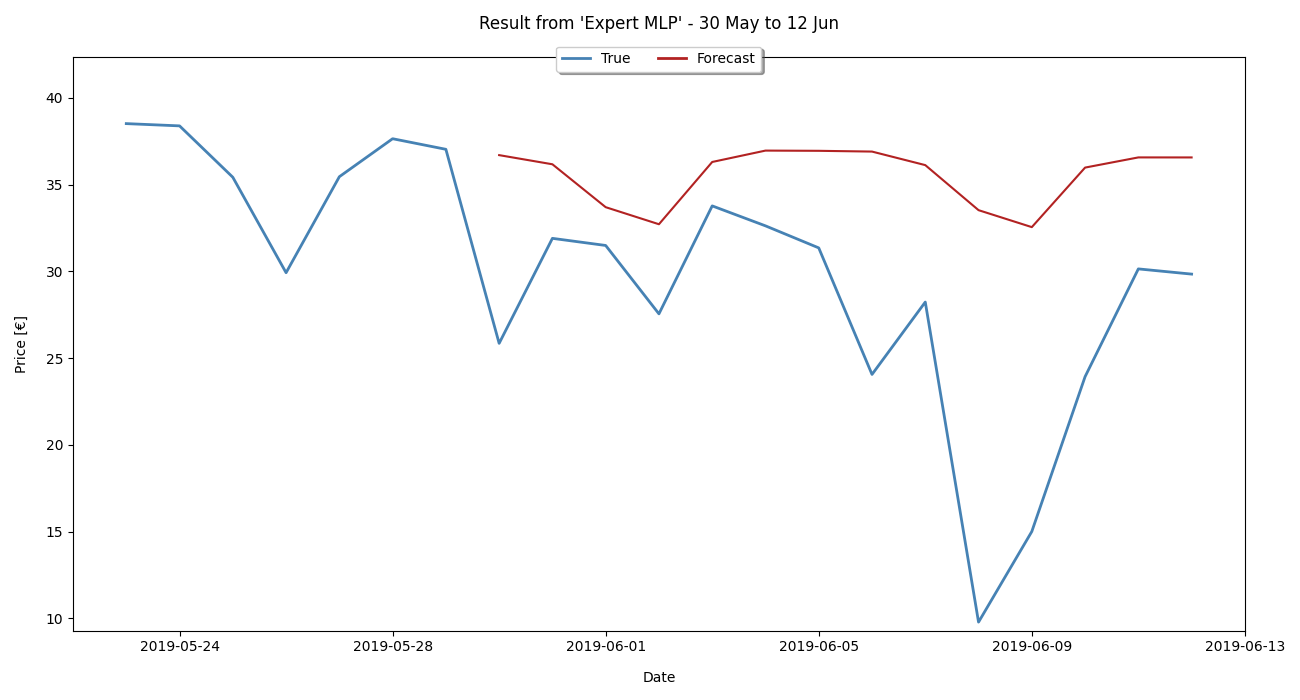 Result from 'Expert MLP' - 30 May to 12 Jun
True Forecast
Price [€]
40
35
30
25
20
15
10
2019-05-24 2019-05-28 2019-06-01 2019-06-05 2019-06-09 2019-06-13
Date